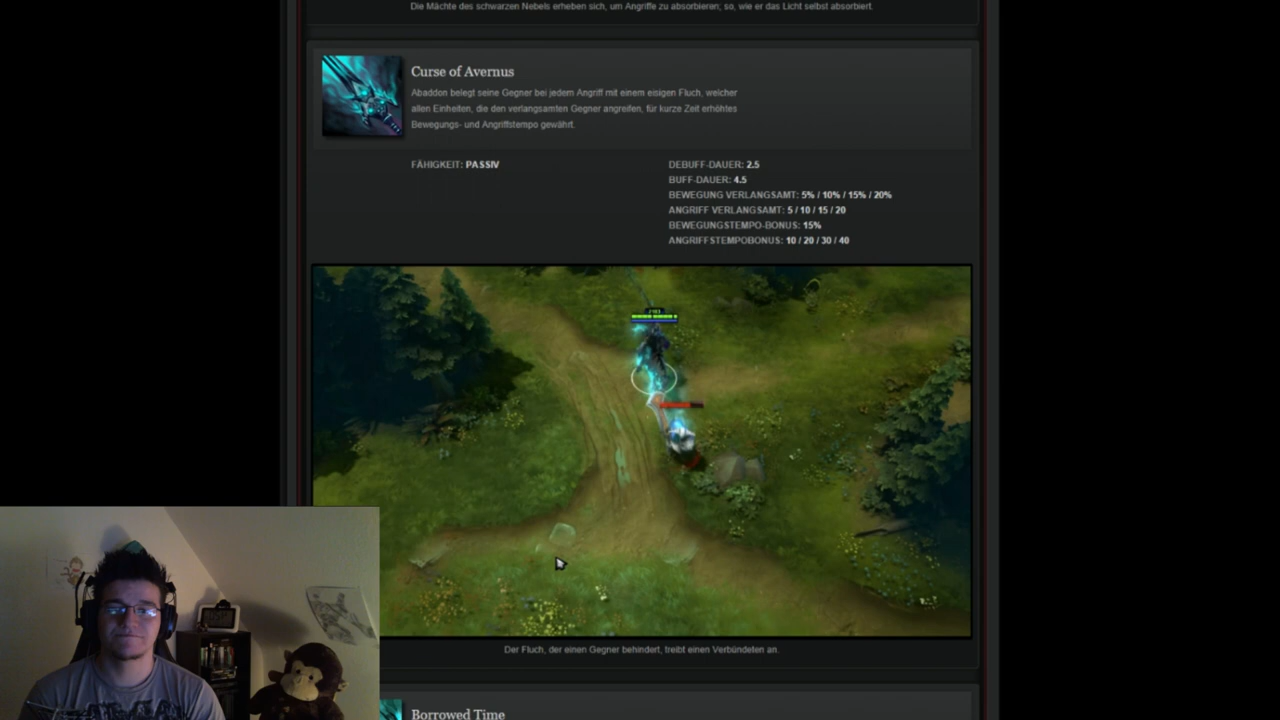 Die Mächte des schwarzen Nebels erheben sich, um Angriffe zu absorbieren; so, wie er das Licht selbst absorbiert.
Curse of Avernus
Abaddon belegt seine Gegner bei jedem Angriff mit einem eisigen Fluch, welcher
allen Einheiten, die den verlangsamten Gegner angreifen, für kurze Zeit erhöhtes
Bewegungs- und Angriffstempo gewährt.
FÄHIGKEIT: PASSIV
DEBUFF-DAUER: 2.5
BUFF-DAUER: 4.5
BEWEGUNG VERLANGSAMT: 5% / 10% / 15% / 20%
ANGRIFF VERLANGSAMT: 5 / 10 / 15 / 20
BEWEGUNGSTEMPO-BONUS: 15%
ANGRIFFSTEMPOBONUS: 10 / 20 / 30 / 40
Der Fluch, der einen Gegner behindert, treibt einen Verbündeten an.
Borrowed Time